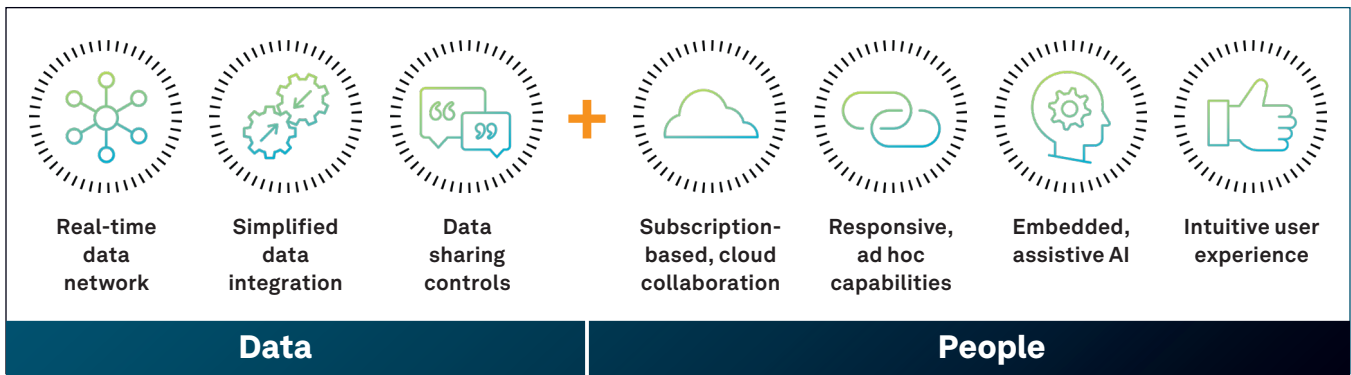 Real-time
data
network
Simplified
data
integration
Data
sharing
controls
+
Subscription-
based, cloud
collaboration
Responsive,
ad hoc
capabilities
Embedded,
assistive AI
Intuitive user
experience
Data
People